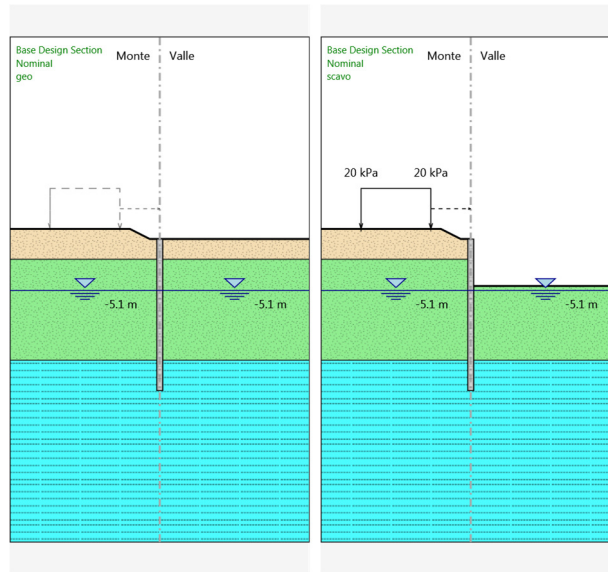 Base Design Section
Nominal
geo
Monte
Valle
-5.1 m
-5.1 m
Base Design Section
Nominal
scavo
Monte
Valle
20 kPa
20 kPa
-5.1 m
-5.1 m